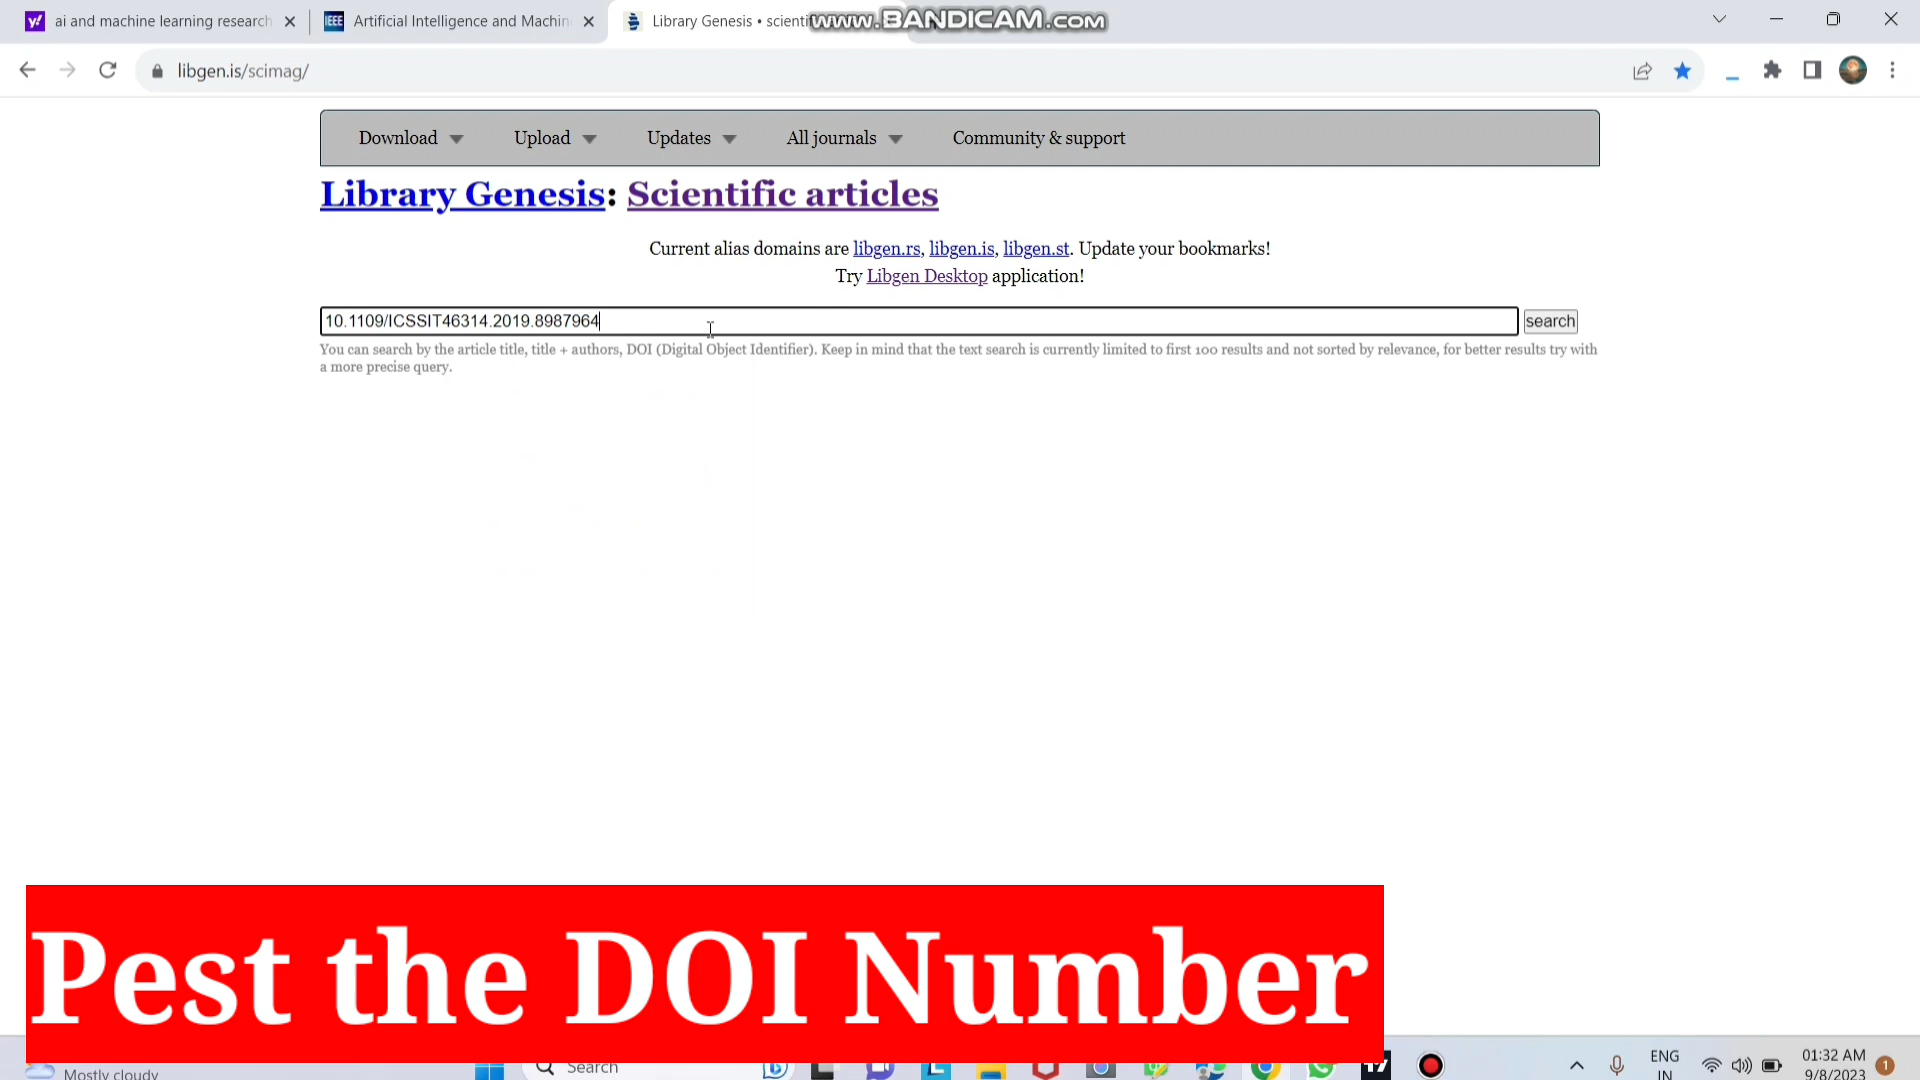 ai and machine learning research
IEEE
Artificial Intelligence and Machin
Library Genesis • scientif
www.BANDICAM.com
libgen.is/scimag/
Download
Upload
Updates
All journals
Community & support
Library Genesis: Scientific articles
Current alias domains are libgen.rs, libgen.is, libgen.st. Update your bookmarks!
Try Libgen Desktop application!
10.1109/ICSSIT46314.2019.8987964
search
You can search by the article title, title + authors, DOI (Digital Object Identifier). Keep in mind that the text search is currently limited to first 100 results and not sorted by relevance, for better results try with
a more precise query.
Pest the DOI Number
Mostly cloudy
Search
ENG
IN
01:32 AM
9/8/2023
1